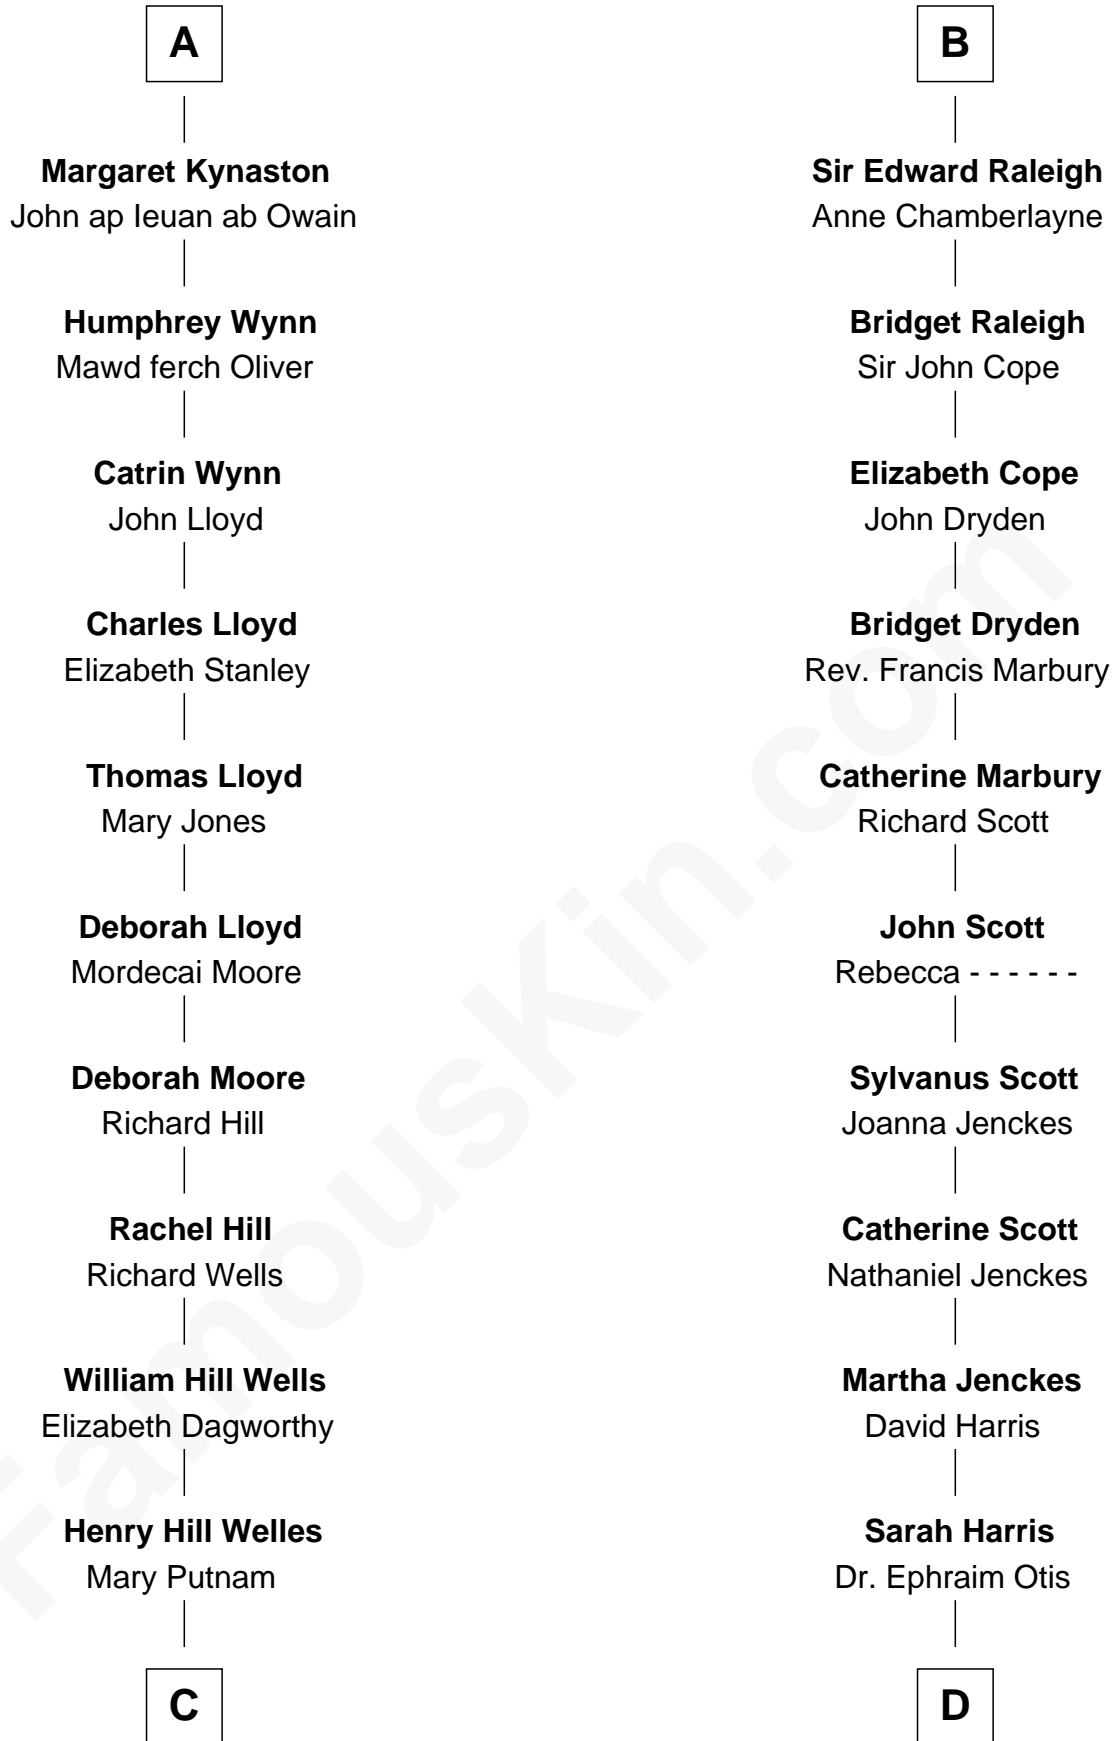 A
Margaret Kynaston
John ap Ieuan ab Owain
Humphrey Wynn
Mawd ferch Oliver
Catrin Wynn
John Lloyd
Charles Lloyd
Elizabeth Stanley
Thomas Lloyd
Mary Jones
Deborah Lloyd
Mordecai Moore
Deborah Moore
Richard Hill
Rachel Hill
Richard Wells
William Hill Wells
Elizabeth Dagworthy
Henry Hill Welles
Mary Putnam
C
B
Sir Edward Raleigh
Anne Chamberlayne
Bridget Raleigh
Sir John Cope
Elizabeth Cope
John Dryden
Bridget Dryden
Rev. Francis Marbury
Catherine Marbury
Richard Scott
John Scott
Rebecca - - - - - -
Sylvanus Scott
Joanna Jenckes
Catherine Scott
Nathaniel Jenckes
Martha Jenckes
David Harris
Sarah Harris
Dr. Ephraim Otis
D
FamousKin.com